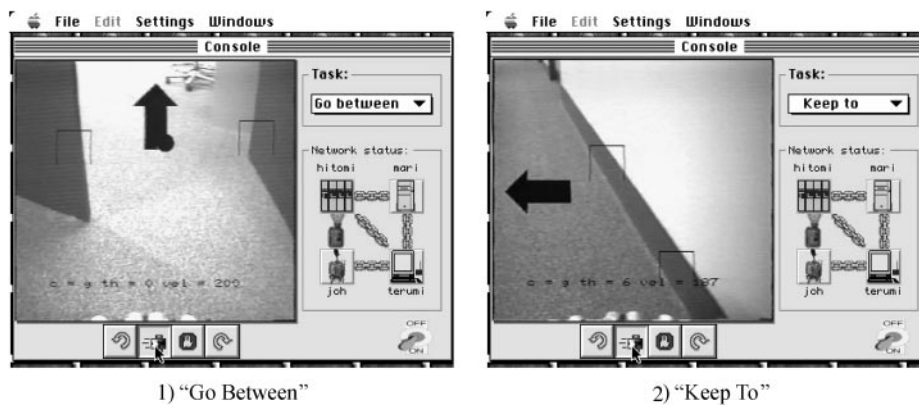 File Edit Settings Windows
Console
Task:
Go between
Network status:
hitomi mari
joh terumi
c = g th = 0 vel = 200
OFF
ON
1) “Go Between”
File Edit Settings Windows
Console
Task:
Keep to
Network status:
hitomi mari
joh terumi
c = g th = 6 vel = 187
OFF
ON
2) “Keep To”